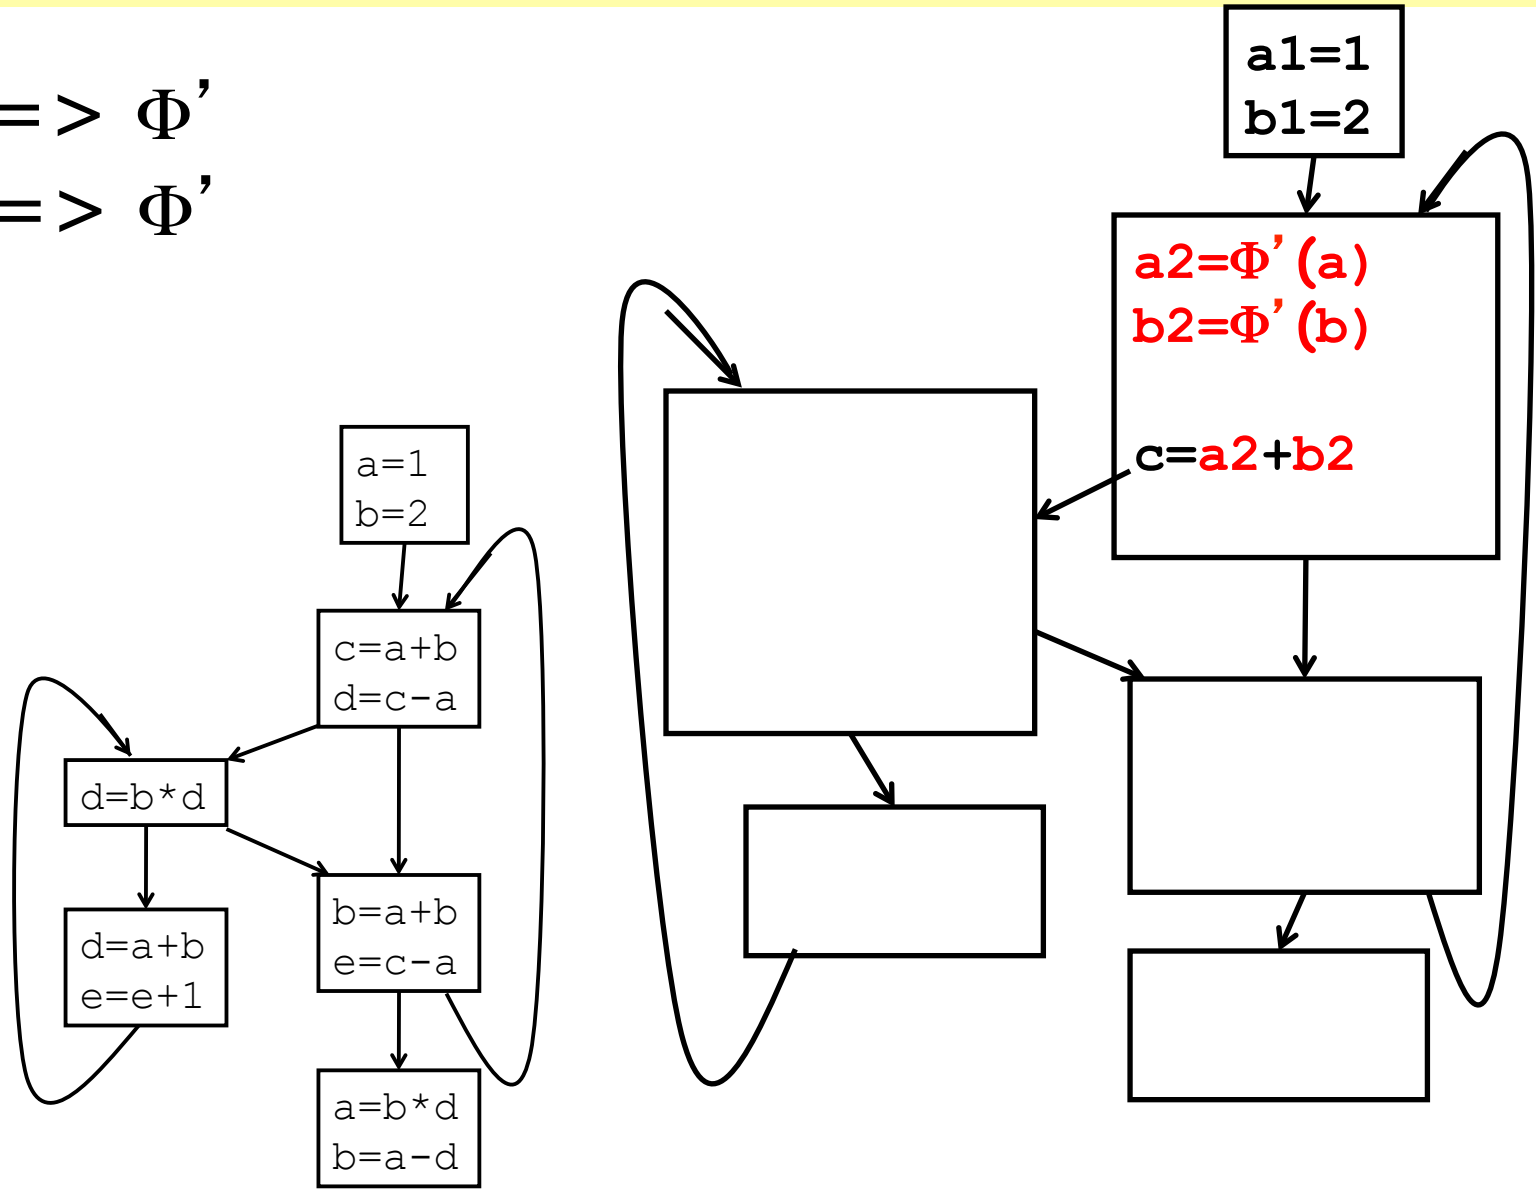 => Φ’
=> Φ’
a=1
b=2
c=a+b
d=c-a
d=b*d
d=a+b
e=e+1
b=a+b
e=c-a
a=b*d
b=a-d
a1=1
b1=2
a2=Φ’(a)
b2=Φ’(b)
c=a2+b2